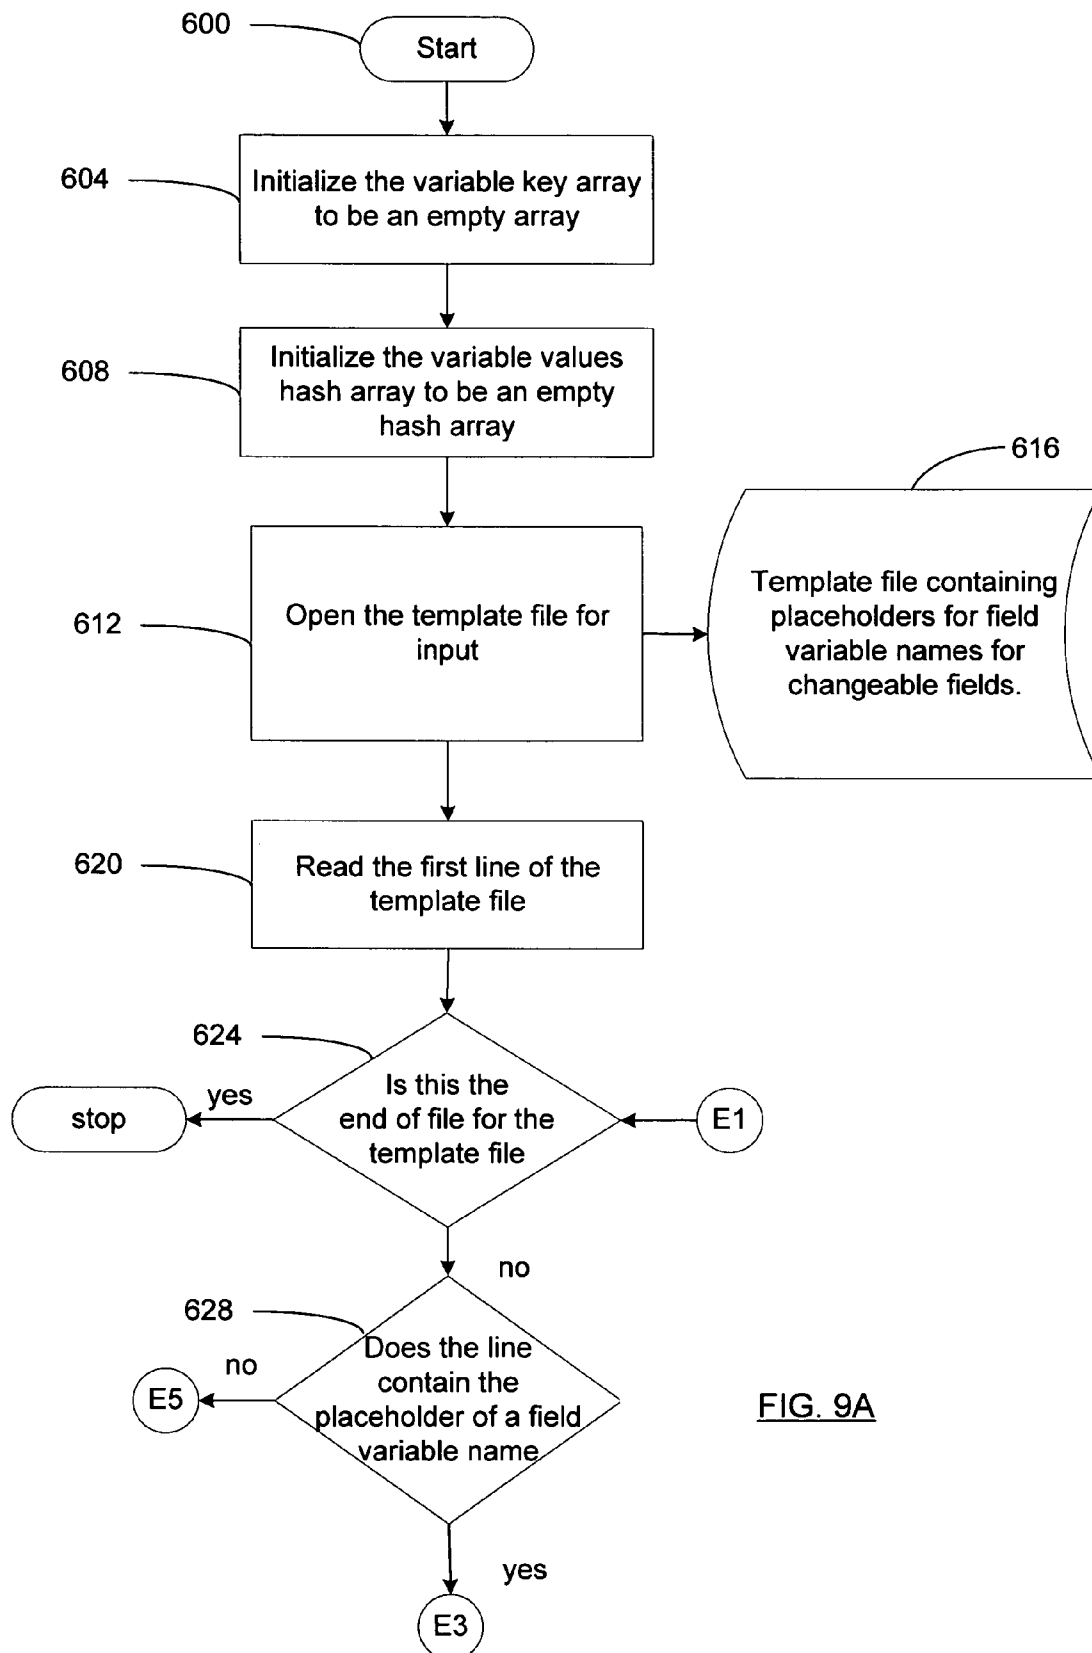 600
Start
604
Initialize the variable key array
to be an empty array
608
Initialize the variable values
hash array to be an empty
hash array
616
612
Open the template file for
input
Template file containing
placeholders for field
variable names for
changeable fields.
620
Read the first line of the
template file
624
stop
yes
Is this the
end of file for the
template file
E1
no
628
no
E5
Does the line
contain the
placeholder of a field
variable name
FIG. 9A
yes
E3